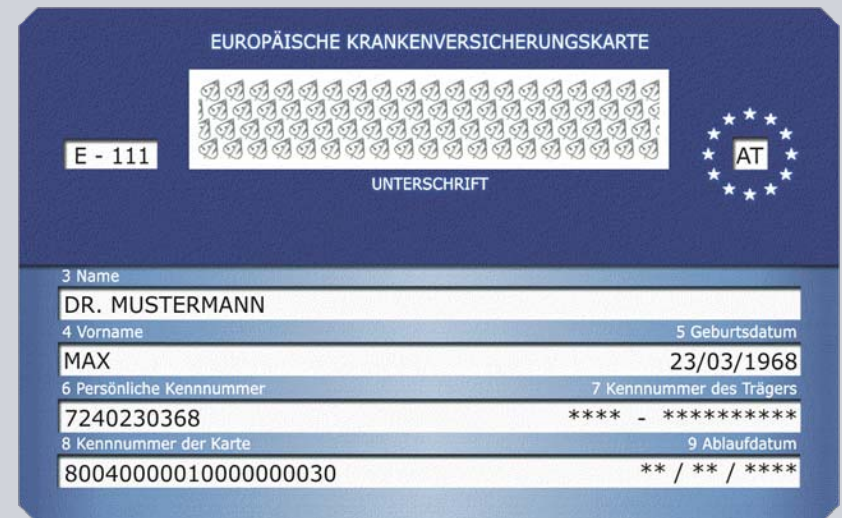 EUROPÄISCHE KRANKENVERSICHERUNGSKARTE
E - 111
AT
UNTERSCHRIFT
3 Name
DR. MUSTERMANN
4 Vorname 5 Geburtsdatum
MAX 23/03/1968
6 Persönliche Kennnummer 7 Kennnummer des Trägers
7240230368 **** - **********
8 Kennnummer der Karte 9 Ablaufdatum
80040000010000000030 ** / ** / ****